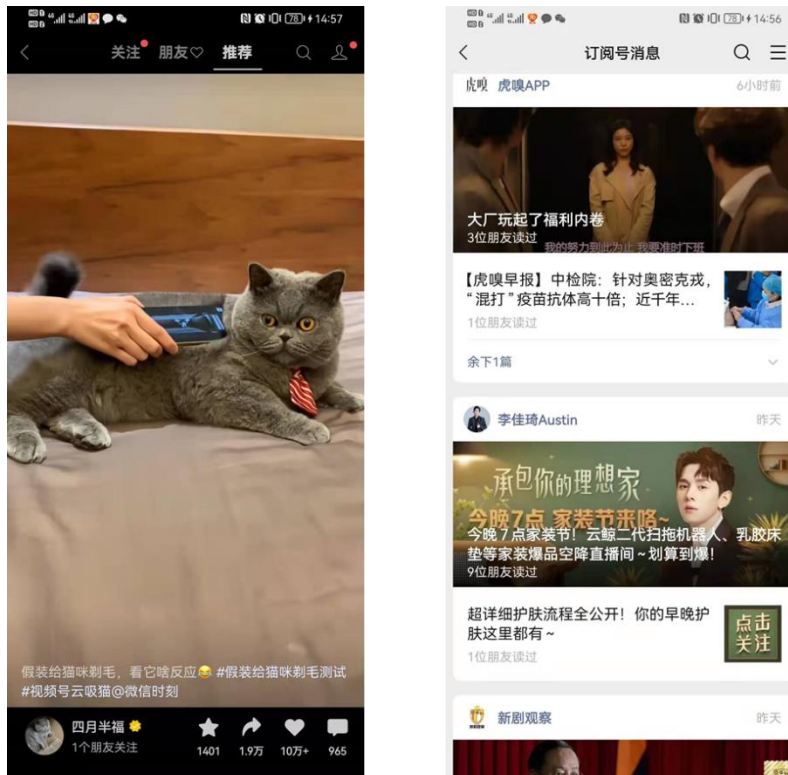 78 14:57
关注 朋友♡ 推荐
假装给猫咪剃毛，看它啥反应😂 #假装给猫咪剃毛测试
#视频号云吸猫@微信时刻
四月半福
1个朋友关注
1401 1.9万 10万+ 965
78 14:56
订阅号消息
虎嗅 虎嗅APP 6小时前
大厂玩起了福利内卷
3位朋友读过
我的努力到此为止 我要准时下班
【虎嗅早报】中检院：针对奥密克戎，
“混打”疫苗抗体高十倍；近千年...
1位朋友读过
余下1篇
李佳琦Austin 昨天
承包你的理想家
今晚7点 家装节来咯~
今晚7点家装节！云鲸二代扫拖机器人、乳胶床
垫等家装爆品空降直播间~划算到爆！
9位朋友读过
超详细护肤流程全公开！你的早晚护
肤这里都有~
点击
关注
1位朋友读过
新剧观察 昨天